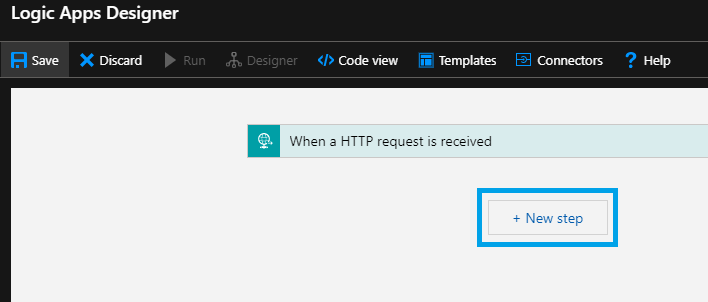 Logic Apps Designer
Save Discard Run Designer </> Code view Templates Connectors ? Help
When a HTTP request is received
+ New step